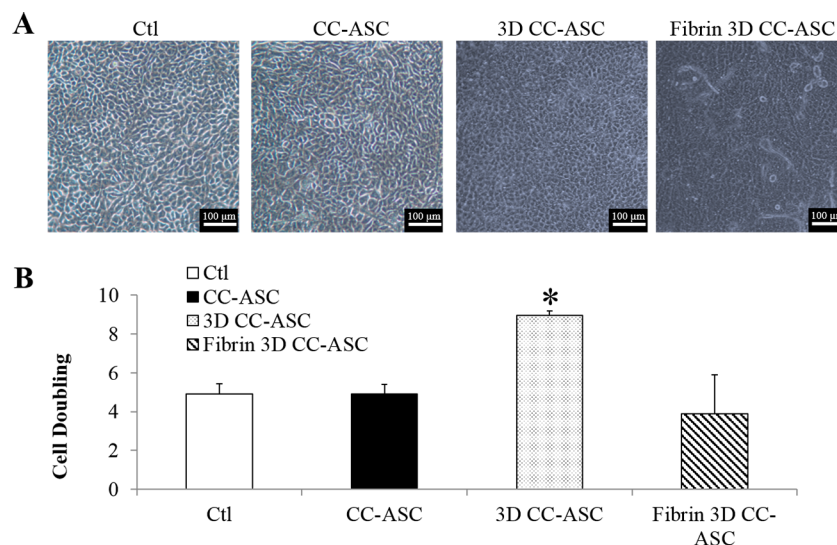 A
Ctl
CC-ASC
3D CC-ASC
Fibrin 3D CC-ASC
100 µm
100 µm
100 µm
100 µm
B
Ctl
CC-ASC
3D CC-ASC
Fibrin 3D CC-ASC
Cell Doubling
10
8
6
4
2
0
*
Ctl
CC-ASC
3D CC-ASC
Fibrin 3D CC-
ASC